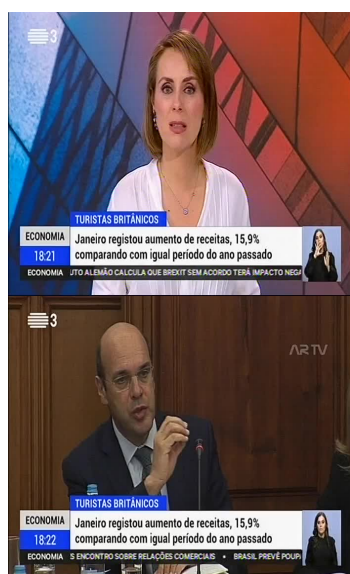 3
TURISTAS BRITÂNICOS
ECONOMIA
Janeiro registou aumento de receitas, 15,9%
18:21
comparando com igual período do ano passado
ECONOMIA
UTO ALEMÃO CALCULA QUE BREXIT SEM ACORDO TERÁ IMPACTO NEGA
3
ARTV
TURISTAS BRITÂNICOS
ECONOMIA
Janeiro registou aumento de receitas, 15,9%
18:22
comparando com igual período do ano passado
ECONOMIA
S ENCONTRO SOBRE RELAÇÕES COMERCIAIS • BRASIL PREVÊ POUP